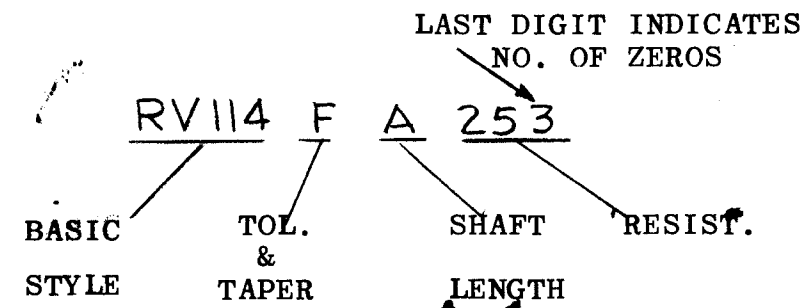 LAST DIGIT INDICATES
NO. OF ZEROS
RV114 F A 253
BASIC TOL. SHAFT RESIST.
&
STYLE TAPER LENGTH